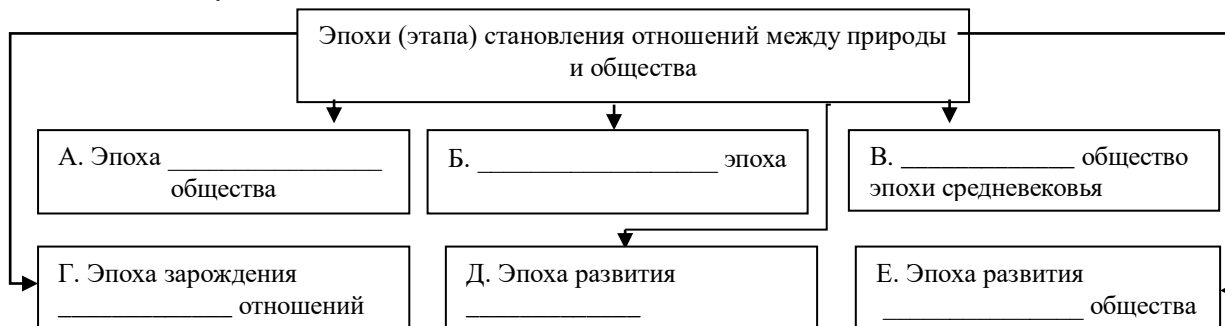 Эпохи (этапа) становления отношений между природы
и общества
А. Эпоха ________________
общества
Б. __________________ эпоха
В. _____________ общество
эпохи средневековья
Г. Эпоха зарождения
_____________ отношений
Д. Эпоха развития
_____________
Е. Эпоха развития
_______________ общества